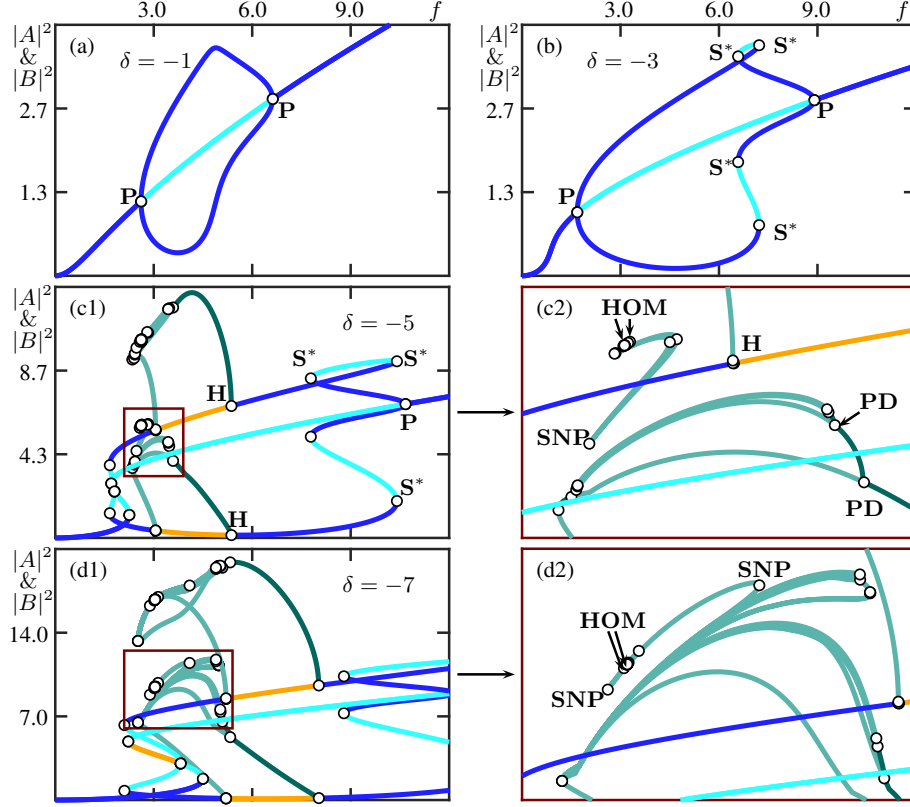 3.0 6.0 9.0 f
3.0 6.0 9.0 f
|A|²
&
|B|²
(a)
δ = −1
2.7
1.3
P
P
|A|²
&
|B|²
(b)
δ = −3
2.7
1.3
S* S*
P
S*
P
S*
|A|²
&
|B|²
(c1)
δ = −5
8.7
4.3
S* S*
H
P
S*
H
(c2)
HOM
H
SNP
PD
PD
|A|²
&
|B|²
(d1)
δ = −7
14.0
7.0
(d2)
SNP
HOM
SNP